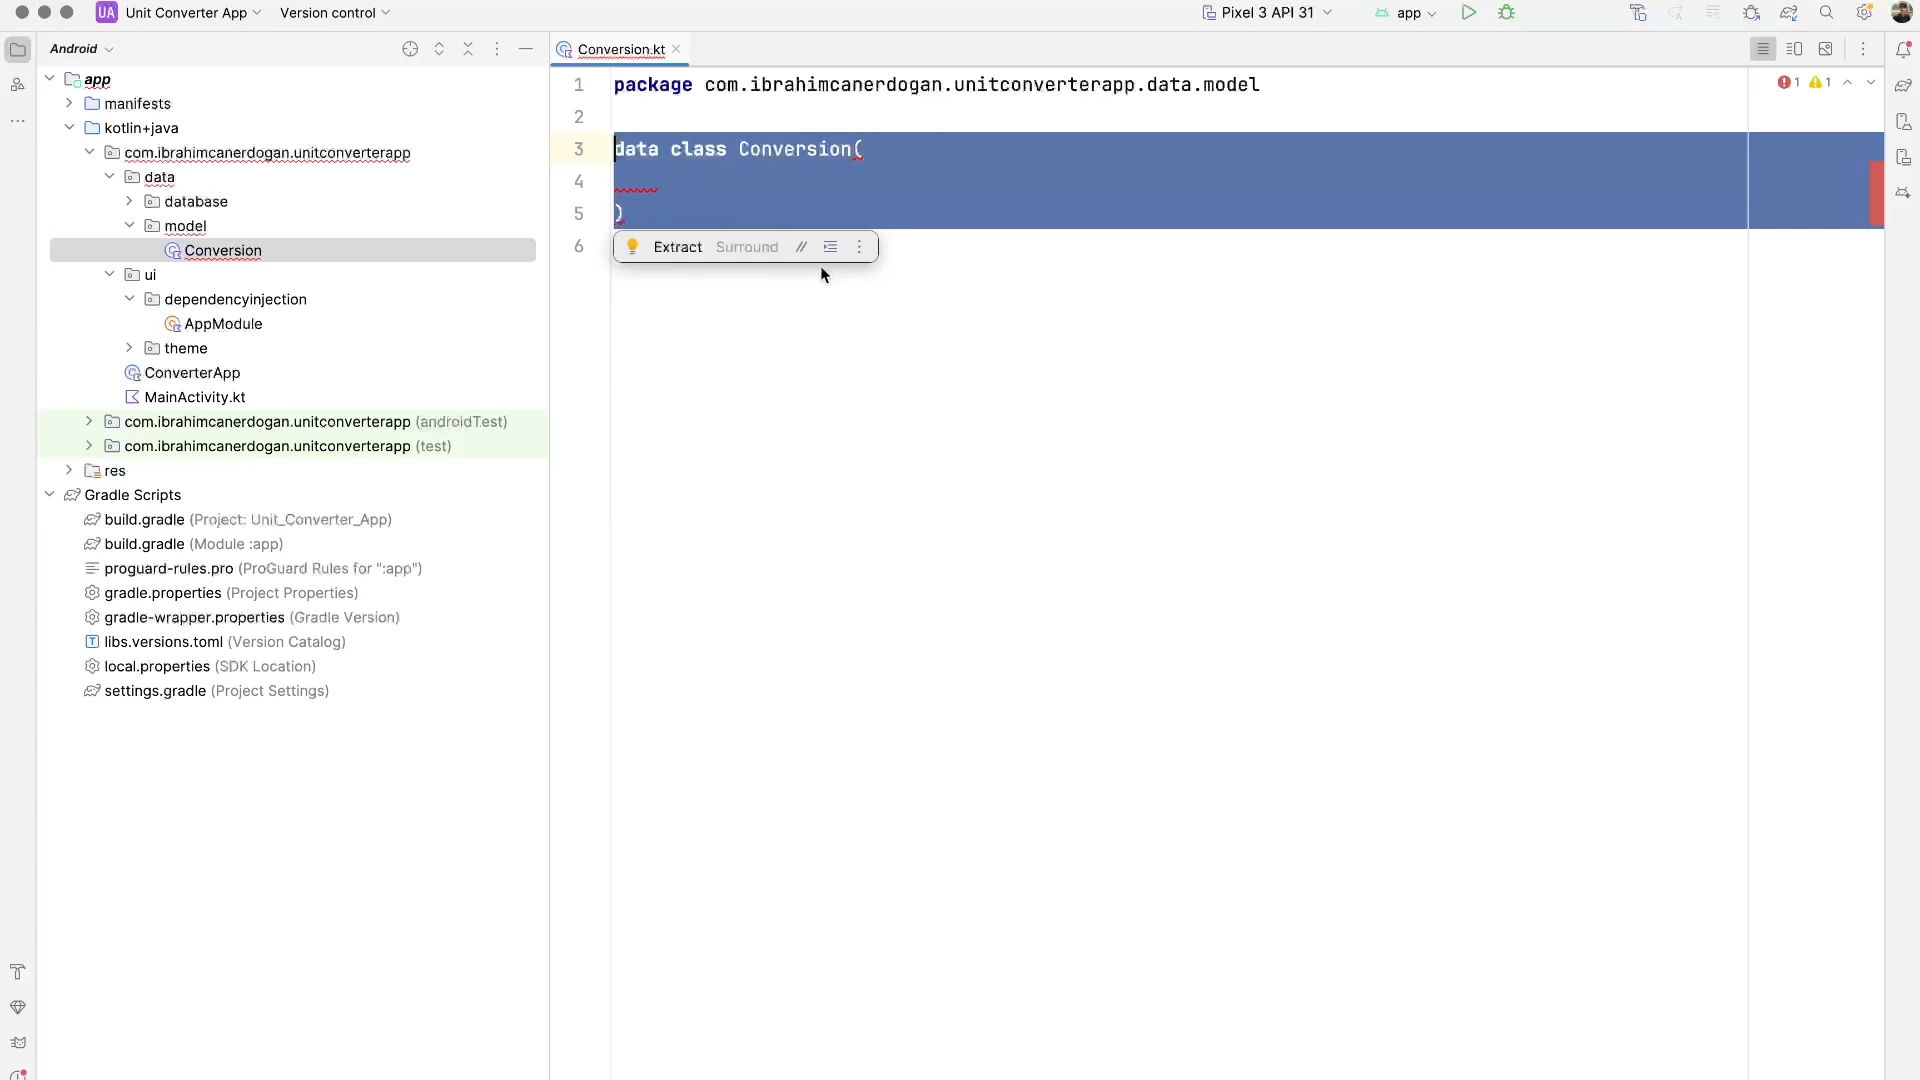 UA Unit Converter App Version control Pixel 3 API 31 app
Android Conversion.kt
app
manifests
kotlin+java
com.ibrahimcanerdogan.unitconverterapp
data
database
model
Conversion
ui
dependencyinjection
AppModule
theme
ConverterApp
MainActivity.kt
com.ibrahimcanerdogan.unitconverterapp (androidTest)
com.ibrahimcanerdogan.unitconverterapp (test)
res
Gradle Scripts
build.gradle (Project: Unit_Converter_App)
build.gradle (Module :app)
proguard-rules.pro (ProGuard Rules for ":app")
gradle.properties (Project Properties)
gradle-wrapper.properties (Gradle Version)
libs.versions.toml (Version Catalog)
local.properties (SDK Location)
settings.gradle (Project Settings)
1 package com.ibrahimcanerdogan.unitconverterapp.data.model
1 1
2
3 data class Conversion(
4
5 )
6
Extract Surround //